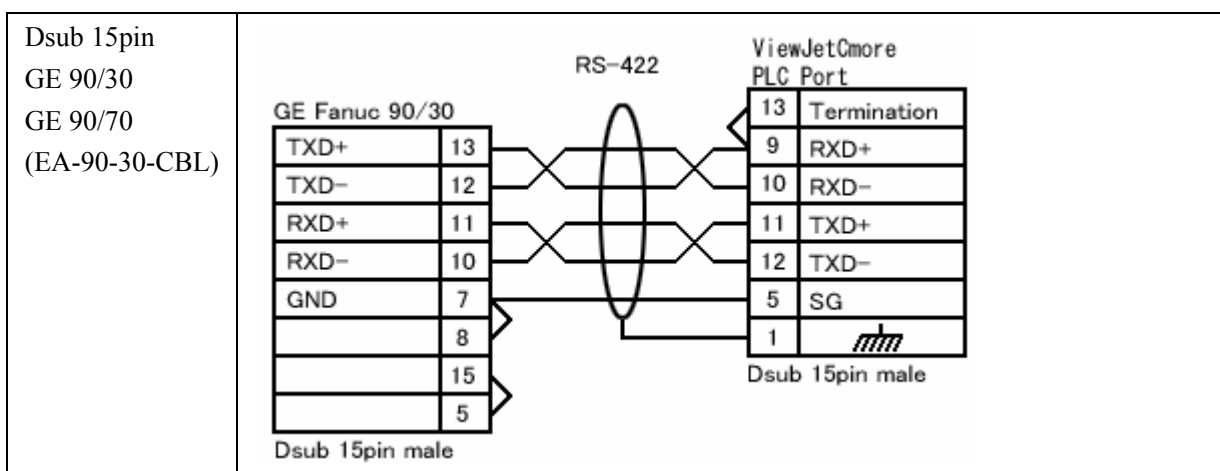 Dsub 15pin
GE 90/30
GE 90/70
(EA-90-30-CBL)
RS-422
GE Fanuc 90/30
TXD+ 13
TXD- 12
RXD+ 11
RXD- 10
GND 7
8
15
5
Dsub 15pin male
ViewJetCmore
PLC Port
13 Termination
9 RXD+
10 RXD-
11 TXD+
12 TXD-
5 SG
1
Dsub 15pin male